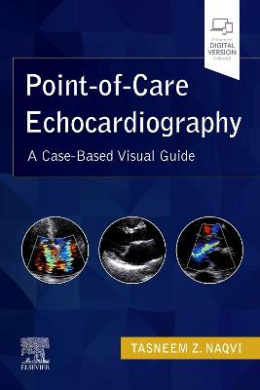 DIGITAL
VERSION
Point-of-Care
Echocardiography
A Case-Based Visual Guide
TASNEEM Z. NAQVI
ELSEVIER